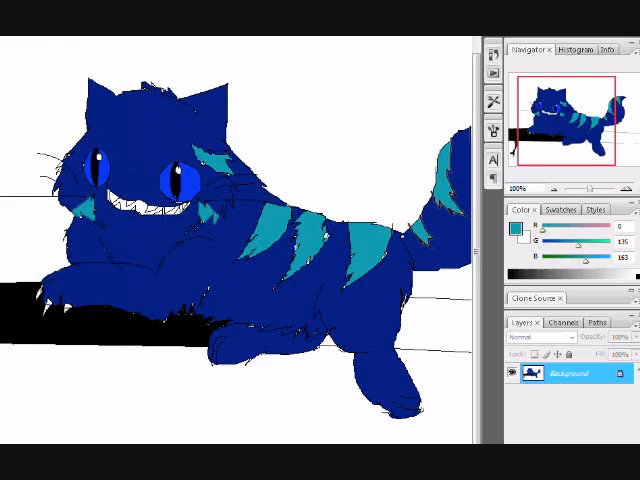 Navigator × Histogram Info
100%
Color × Swatches Styles
R 0
G 135
B 163
Clone Source ×
Layers × Channels Paths
Normal Opacity: 100%
Lock: Fill: 100%
Background
A